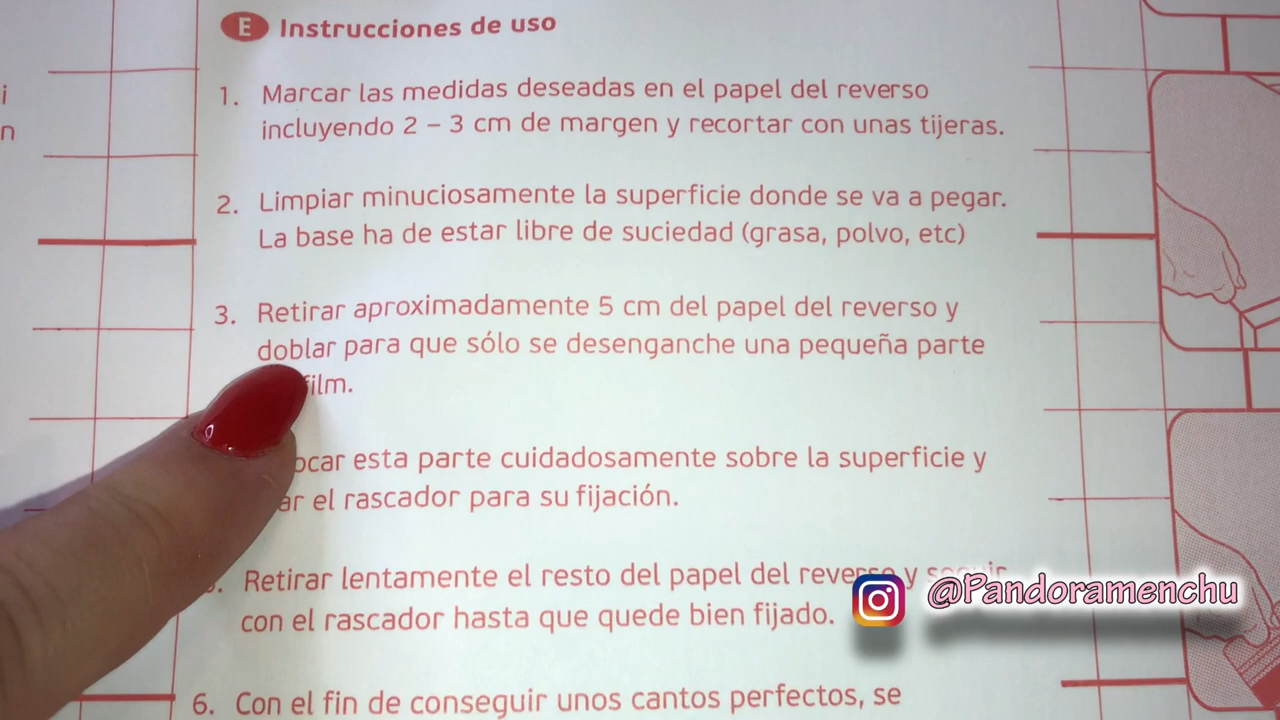 E Instrucciones de uso
i
n
1. Marcar las medidas deseadas en el papel del reverso
incluyendo 2 – 3 cm de margen y recortar con unas tijeras.
2. Limpiar minuciosamente la superficie donde se va a pegar.
La base ha de estar libre de suciedad (grasa, polvo, etc)
3. Retirar aproximadamente 5 cm del papel del reverso y
doblar para que sólo se desenganche una pequeña parte
film.
esta parte cuidadosamente sobre la superficie y
el rascador para su fijación.
Retirar lentamente el resto del papel del reverso y
con el rascador hasta que quede bien fijado.
@Pandoramenchu
6. Con el fin de conseguir unos cantos perfectos, se